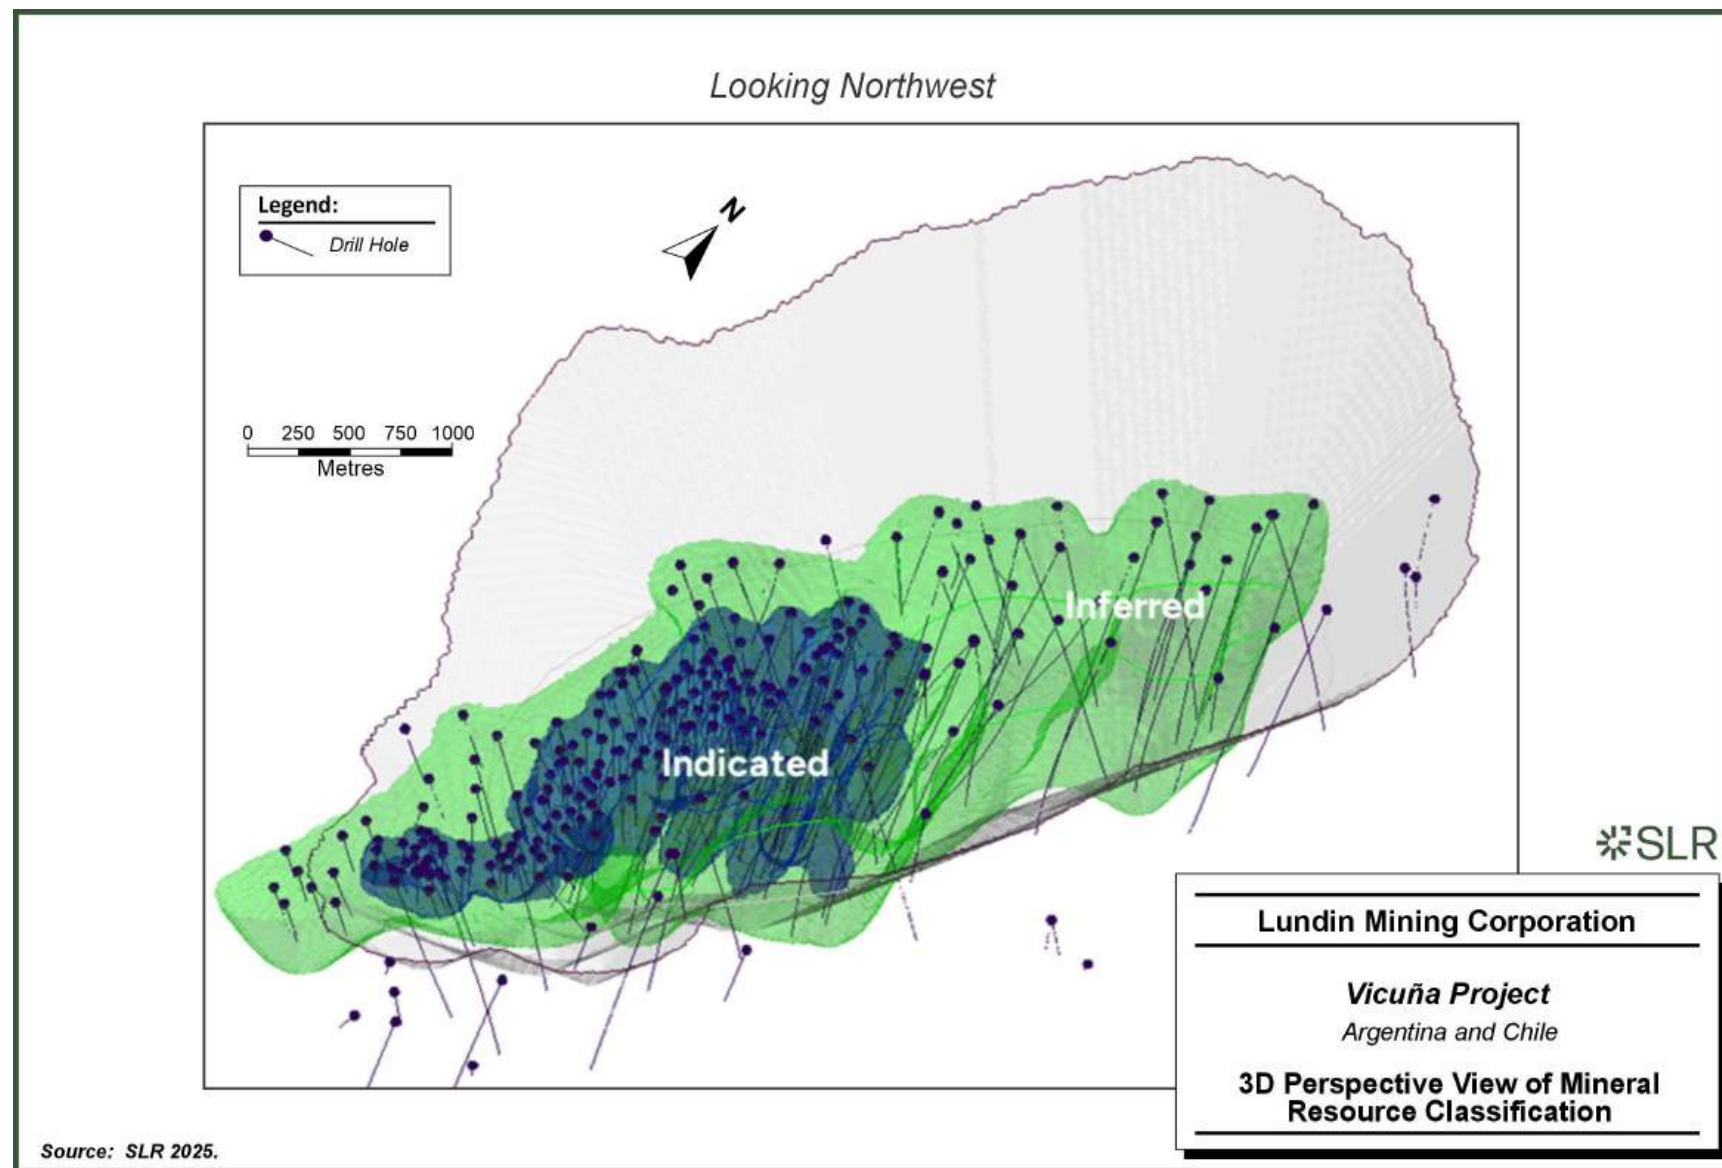 Looking Northwest
Legend:
Drill Hole
N
0 250 500 750 1000
Metres
Inferred
Indicated
SLR
Lundin Mining Corporation
Vicuña Project
Argentina and Chile
3D Perspective View of Mineral
Resource Classification
Source: SLR 2025.